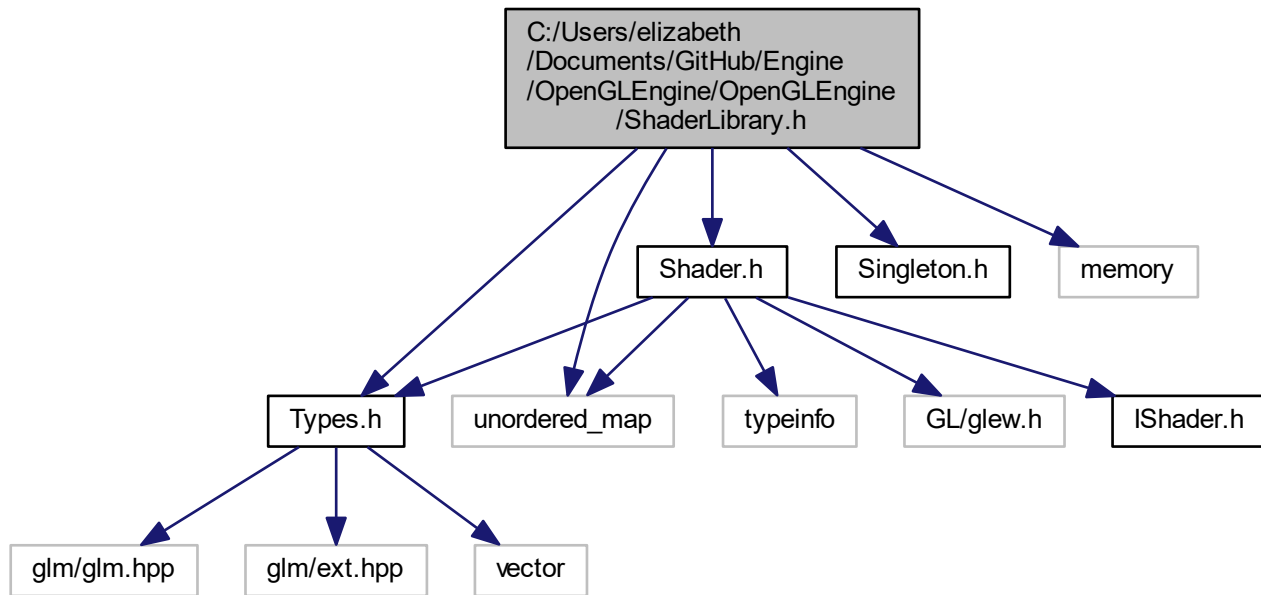 C:/Users/elizabeth
/Documents/GitHub/Engine
/OpenGLEngine/OpenGLEngine
/ShaderLibrary.h
Shader.h
Singleton.h
memory
Types.h
unordered_map
typeinfo
GL/glew.h
IShader.h
glm/glm.hpp
glm/ext.hpp
vector